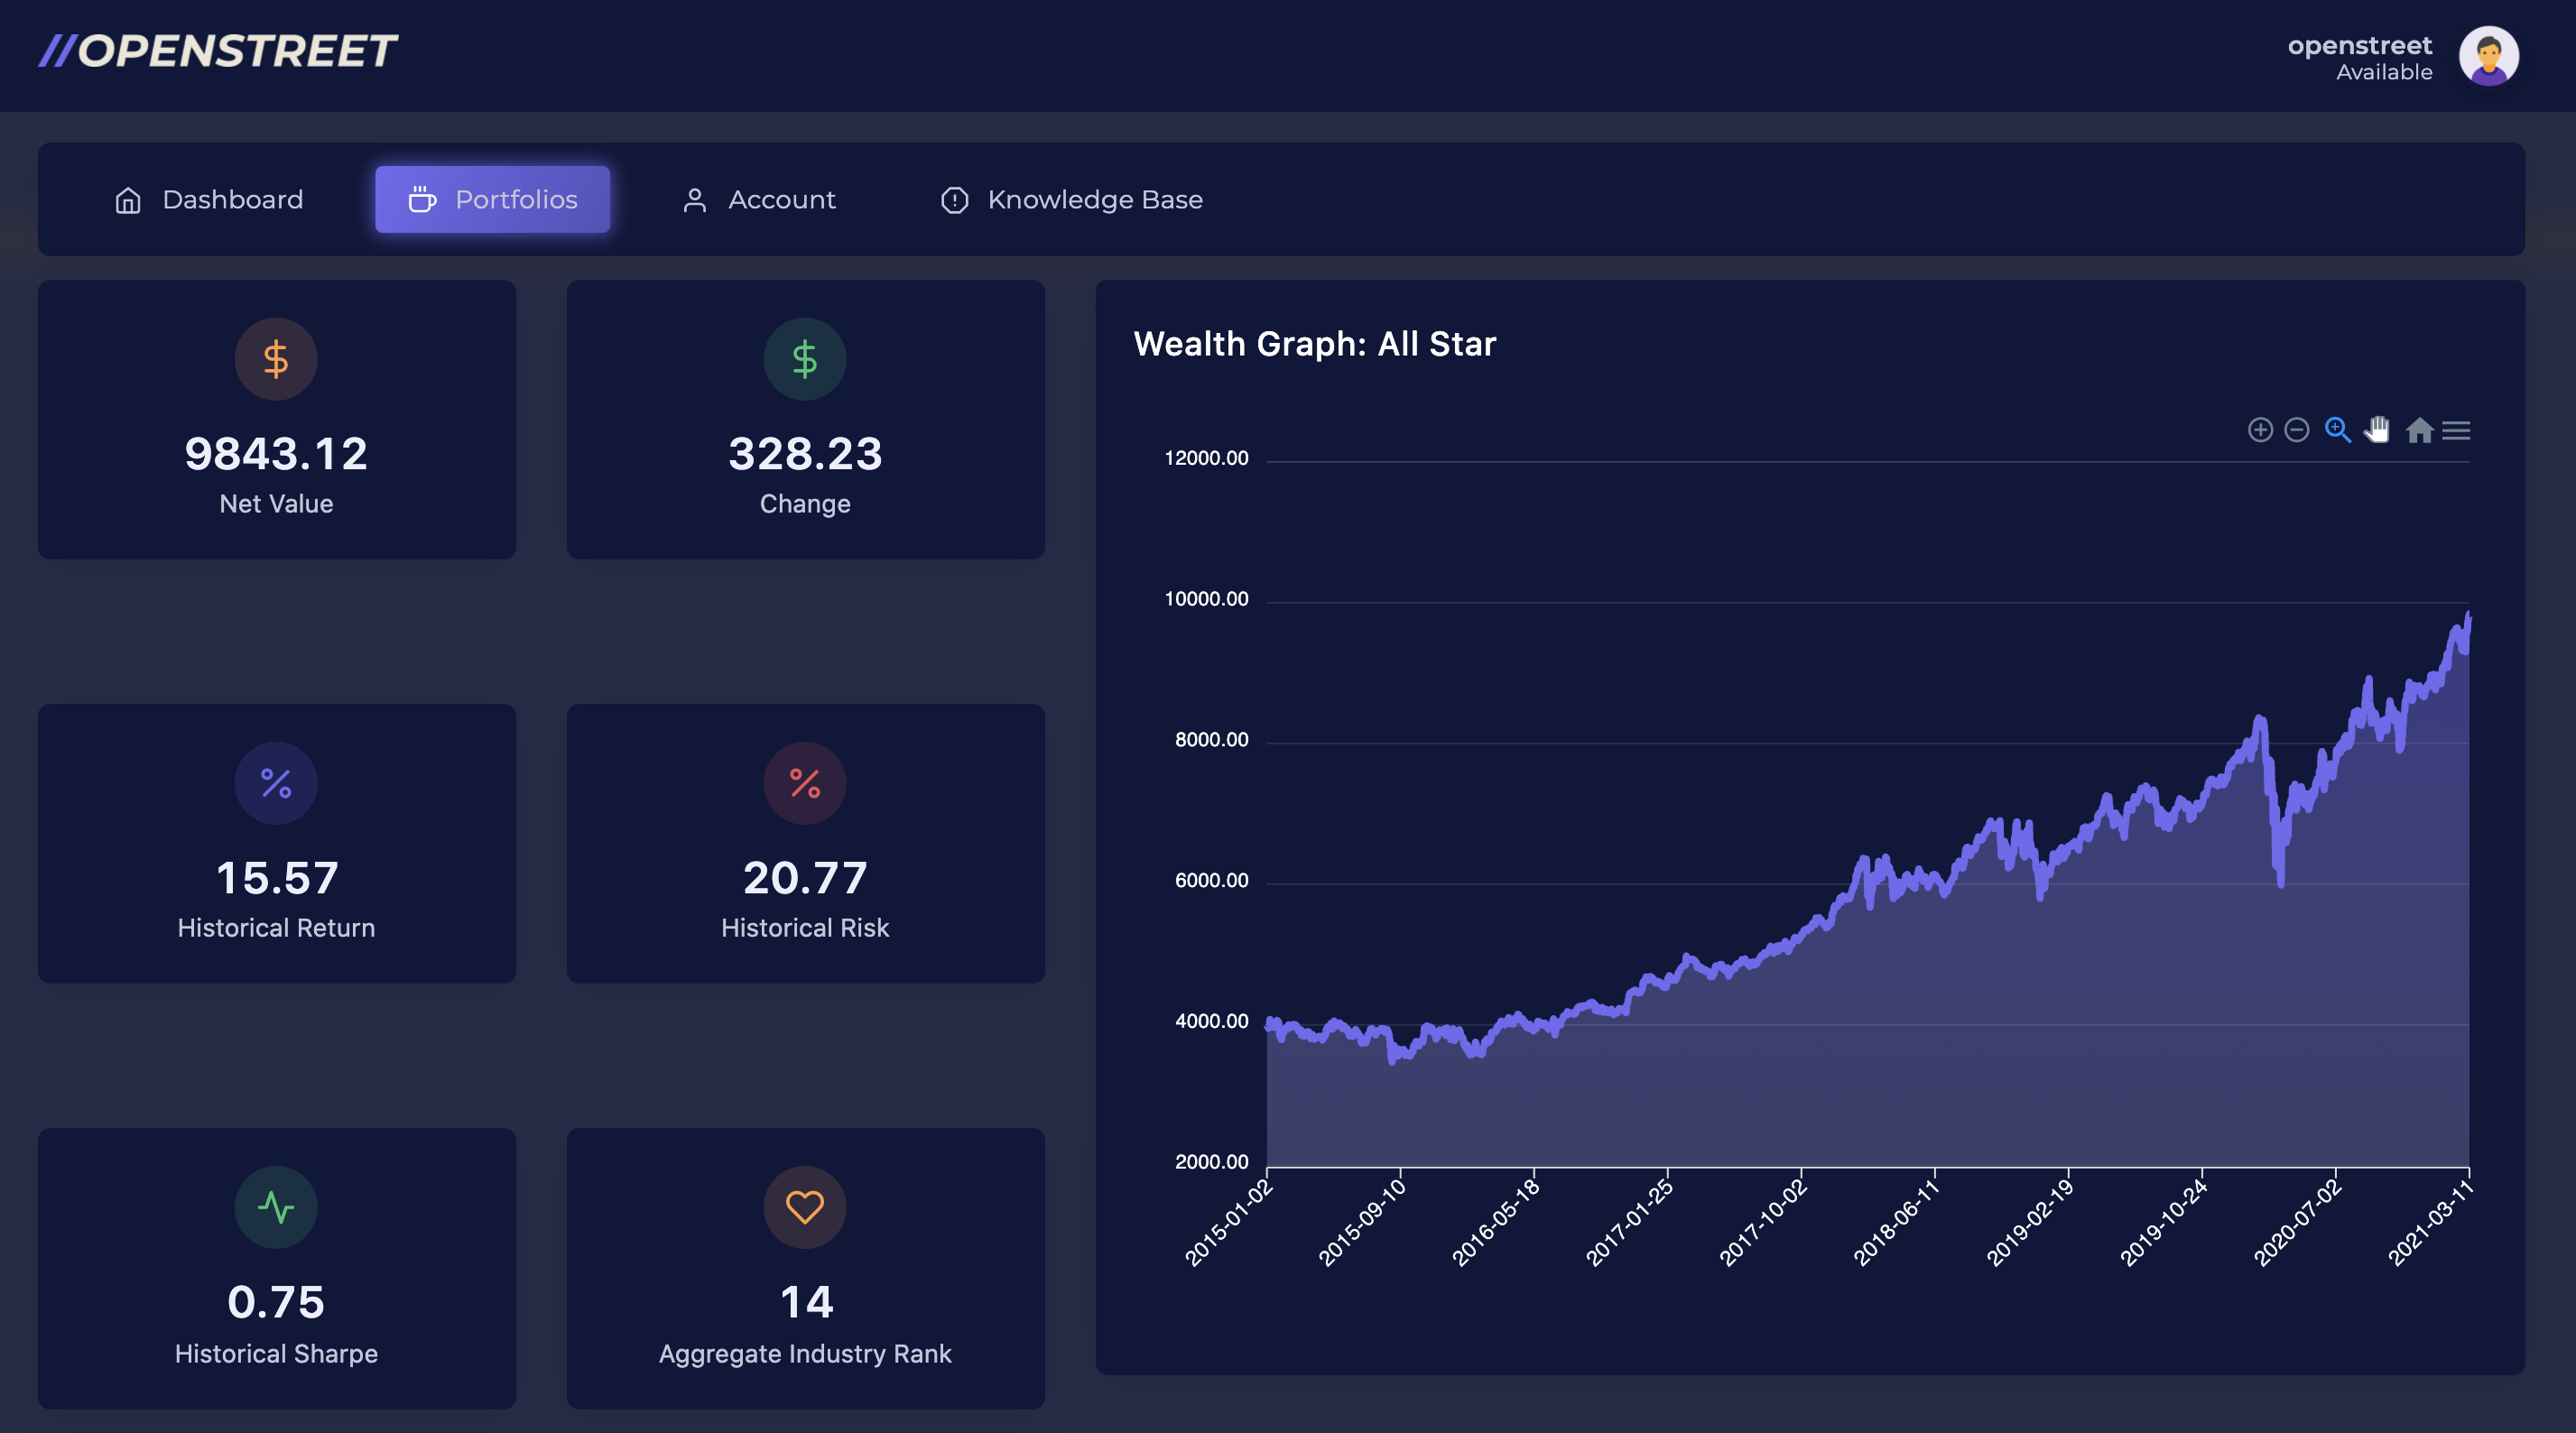 //OPENSTREET
openstreet
Available
Dashboard
Portfolios
Account
Knowledge Base
9843.12
Net Value
328.23
Change
15.57
Historical Return
20.77
Historical Risk
0.75
Historical Sharpe
14
Aggregate Industry Rank
Wealth Graph: All Star
12000.00
10000.00
8000.00
6000.00
4000.00
2000.00
2015-01-02
2015-09-10
2016-05-18
2017-01-25
2017-10-02
2018-06-11
2019-02-19
2019-10-24
2020-07-02
2021-03-11